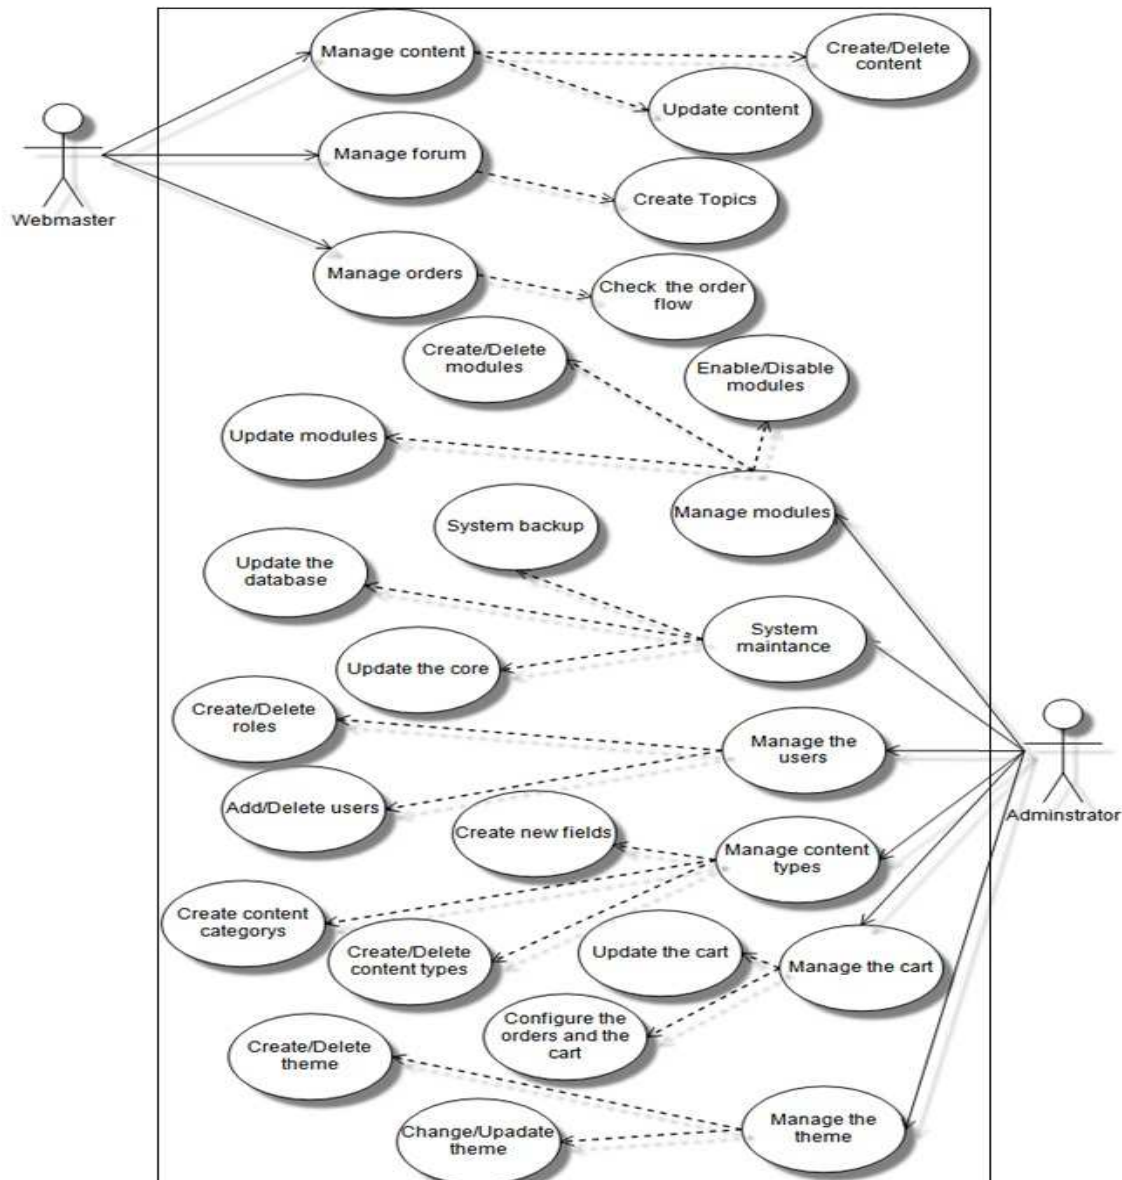 Manage content
Create/Delete
content
Update content
Webmaster
Manage forum
Create Topics
Manage orders
Check the order
flow
Create/Delete
modules
Enable/Disable
modules
Update modules
Manage modules
System backup
Update the
database
System
maintance
Update the core
Create/Delete
roles
Manage the
users
Adminstrator
Add/Delete users
Create new fields
Manage content
types
Create content
categorys
Create/Delete
content types
Update the cart
Manage the cart
Configure the
orders and the
cart
Create/Delete
theme
Manage the
theme
Change/Upadate
theme